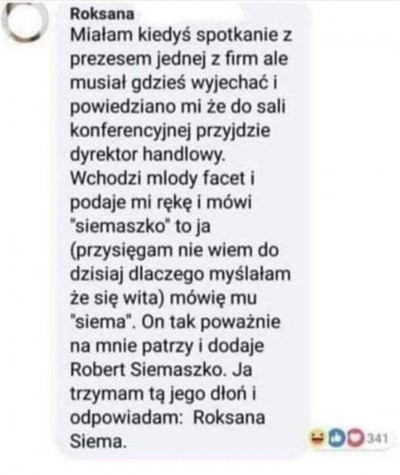 Roksana
Miałam kiedyś spotkanie z
prezesem jednej z firm ale
musiał gdzieś wyjechać i
powiedziano mi że do sali
konferencyjnej przyjdzie
dyrektor handlowy.
Wchodzi mlody facet i
podaje mi rękę i mówi
"siemaszko" to ja
(przysięgam nie wiem do
dzisiaj dlaczego myślałam
że się wita) mówię mu
"siema". On tak poważnie
na mnie patrzy i dodaje
Robert Siemaszko. Ja
trzymam tą jego dłoń i
odpowiadam: Roksana
Siema.
341